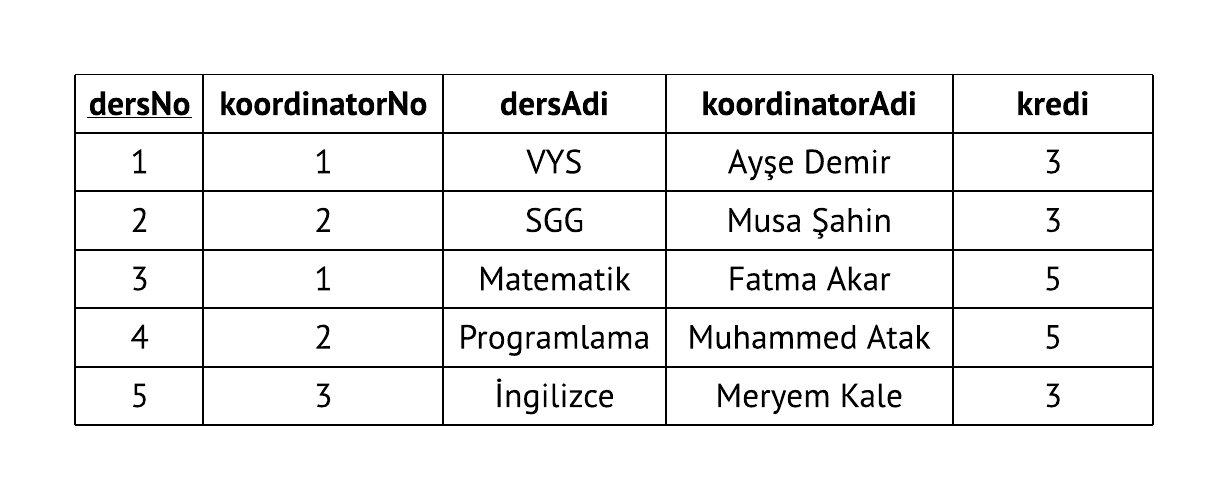 dersNo koordinatorNo dersAdi koordinatorAdi kredi
1 1 VYS Ayşe Demir 3
2 2 SGG Musa Şahin 3
3 1 Matematik Fatma Akar 5
4 2 Programlama Muhammed Atak 5
5 3 İngilizce Meryem Kale 3